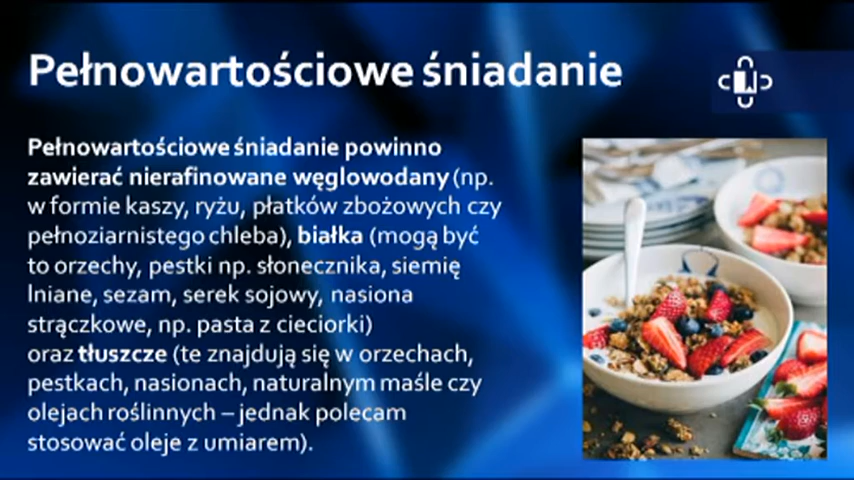 Pełnowartościowe śniadanie
Pełnowartościowe śniadanie powinno
zawierać nierafinowane węglowodany (np.
w formie kaszy, ryżu, płatków zbożowych czy
pełnoziarnistego chleba), białka (mogą być
to orzechy, pestki np. słonecznika, siemię
lniane, sezam, serek sojowy, nasiona
strączkowe, np. pasta z cieciorki)
oraz tłuszcze (te znajdują się w orzechach,
pestkach, nasionach, naturalnym maśle czy
olejach roślinnych – jednak polecam
stosować oleje z umiarem).